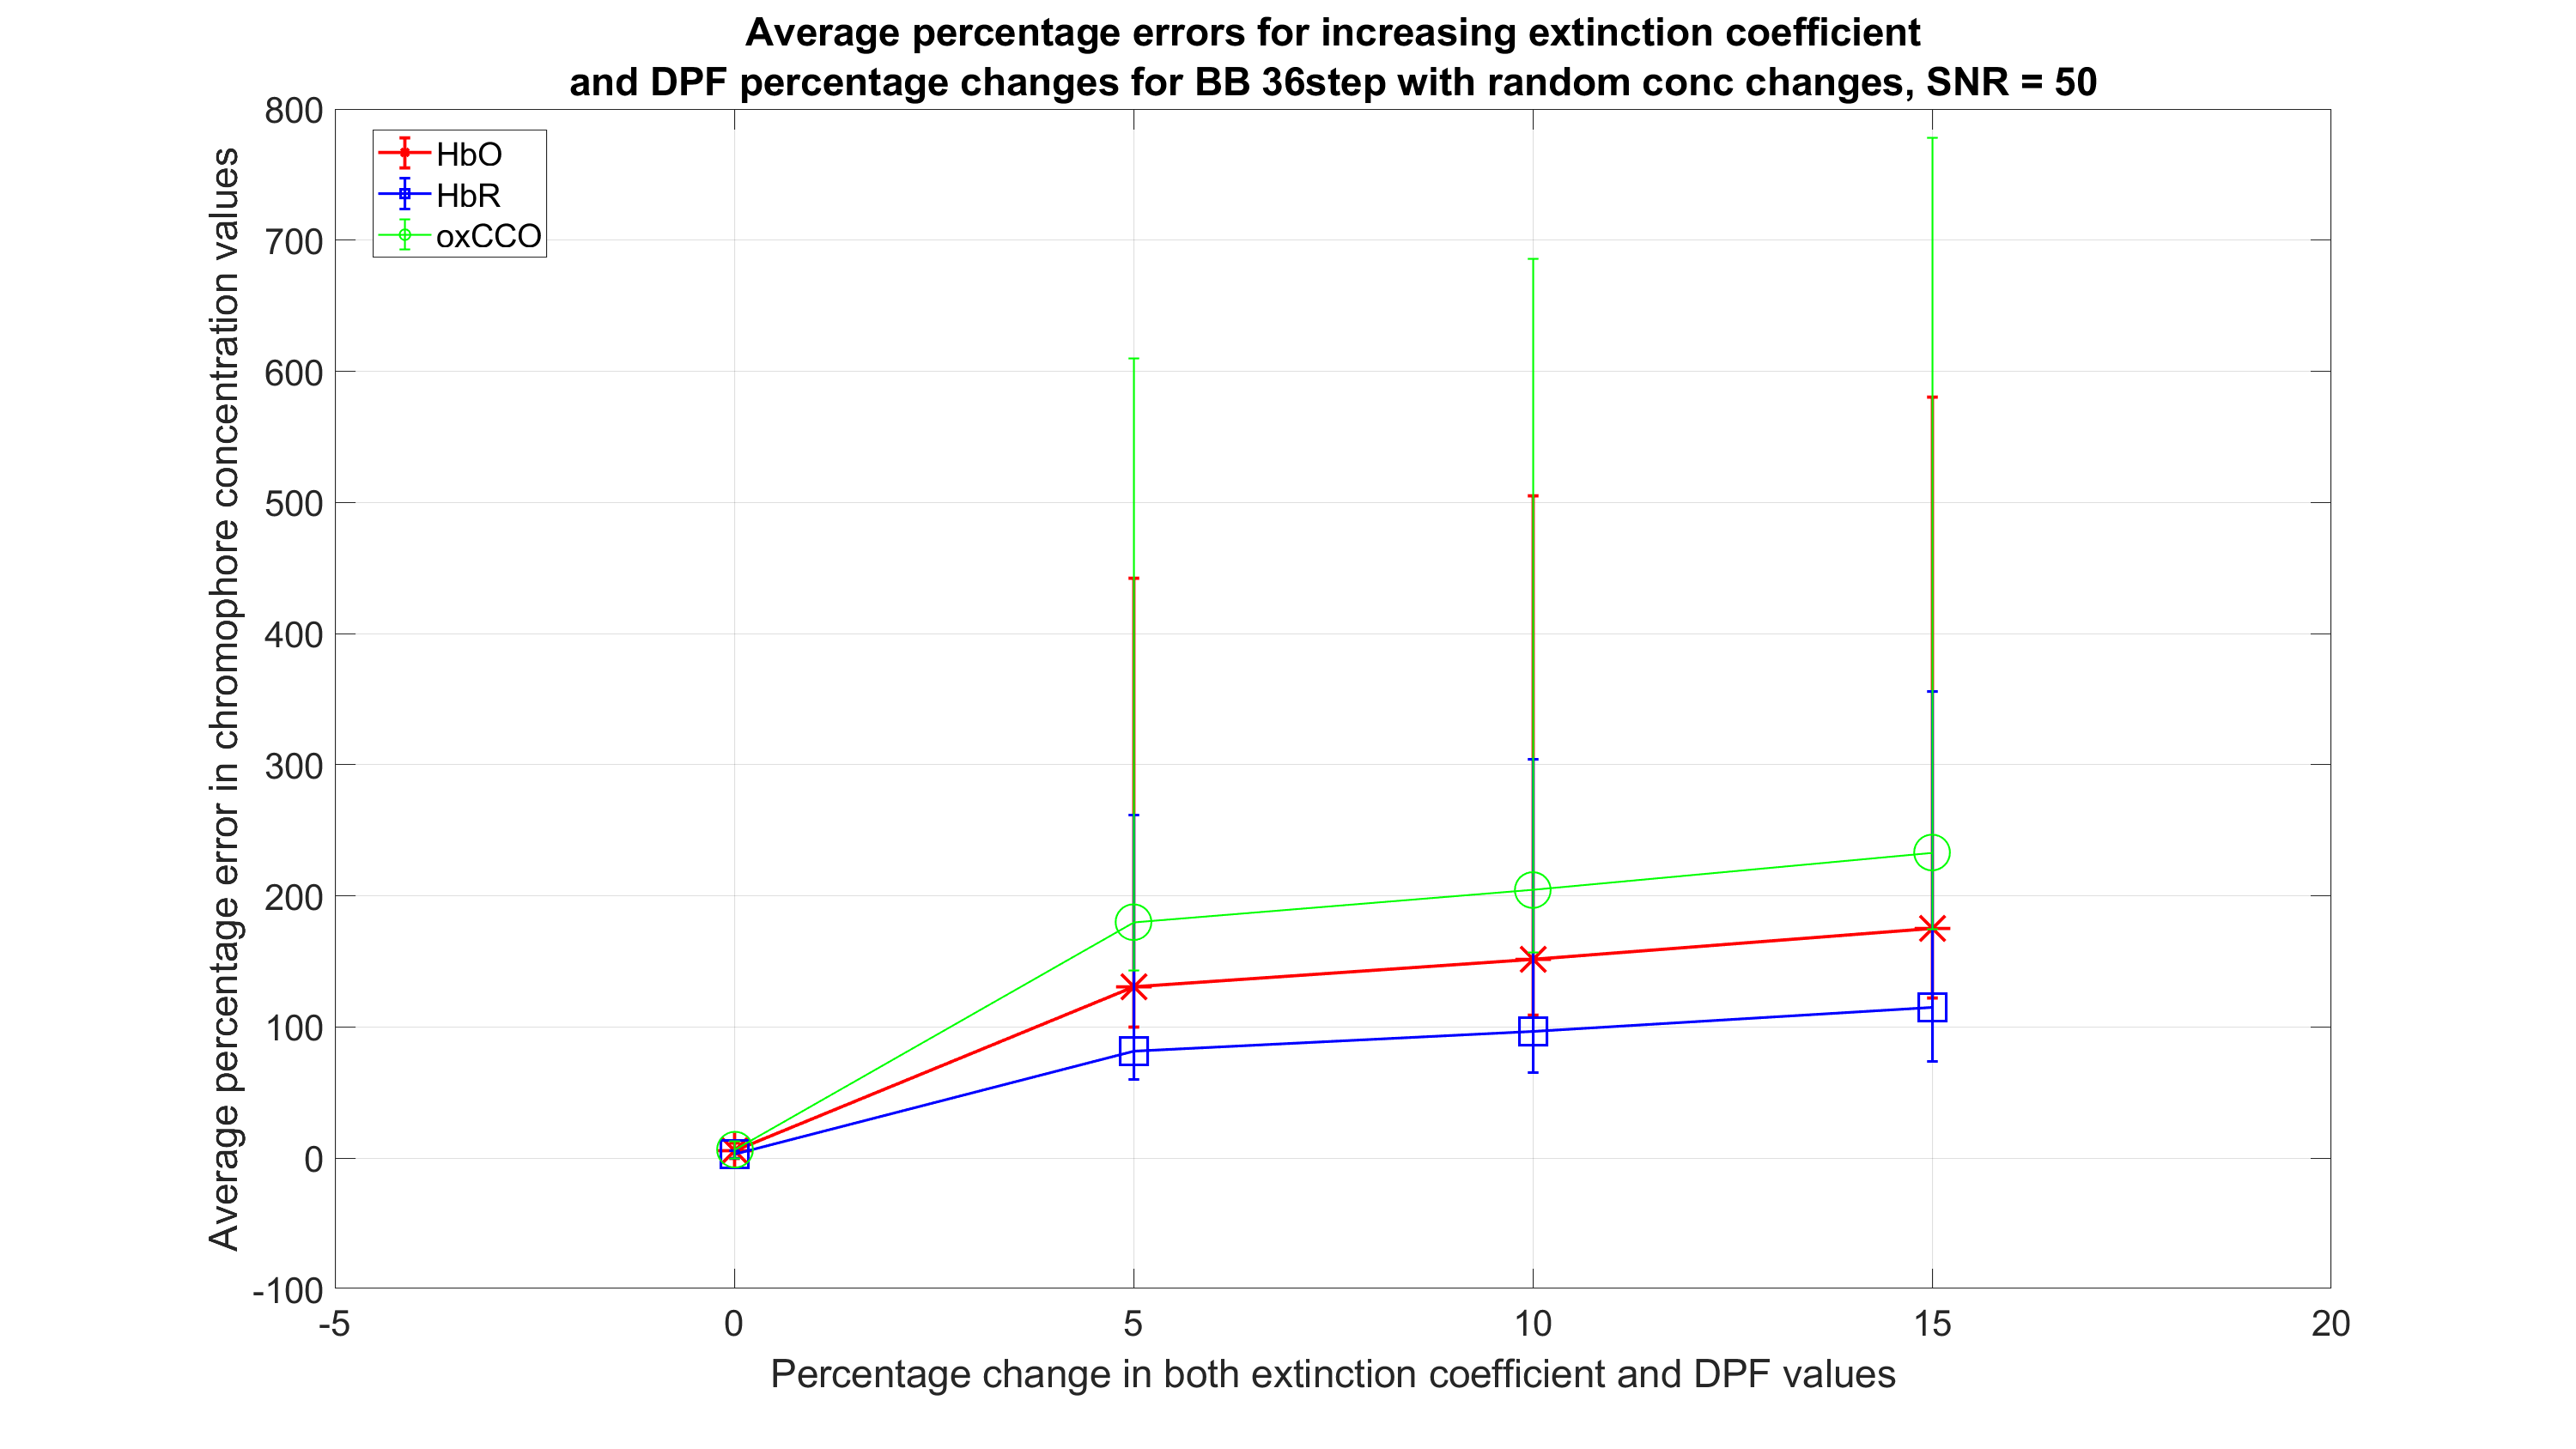 Average percentage errors for increasing extinction coefficient
and DPF percentage changes for BB 36step with random conc changes, SNR = 50
HbO
HbR
oxCCO
Average percentage error in chromophore concentration values
800
700
600
500
400
300
200
100
0
-100
-5
0
5
10
15
20
Percentage change in both extinction coefficient and DPF values